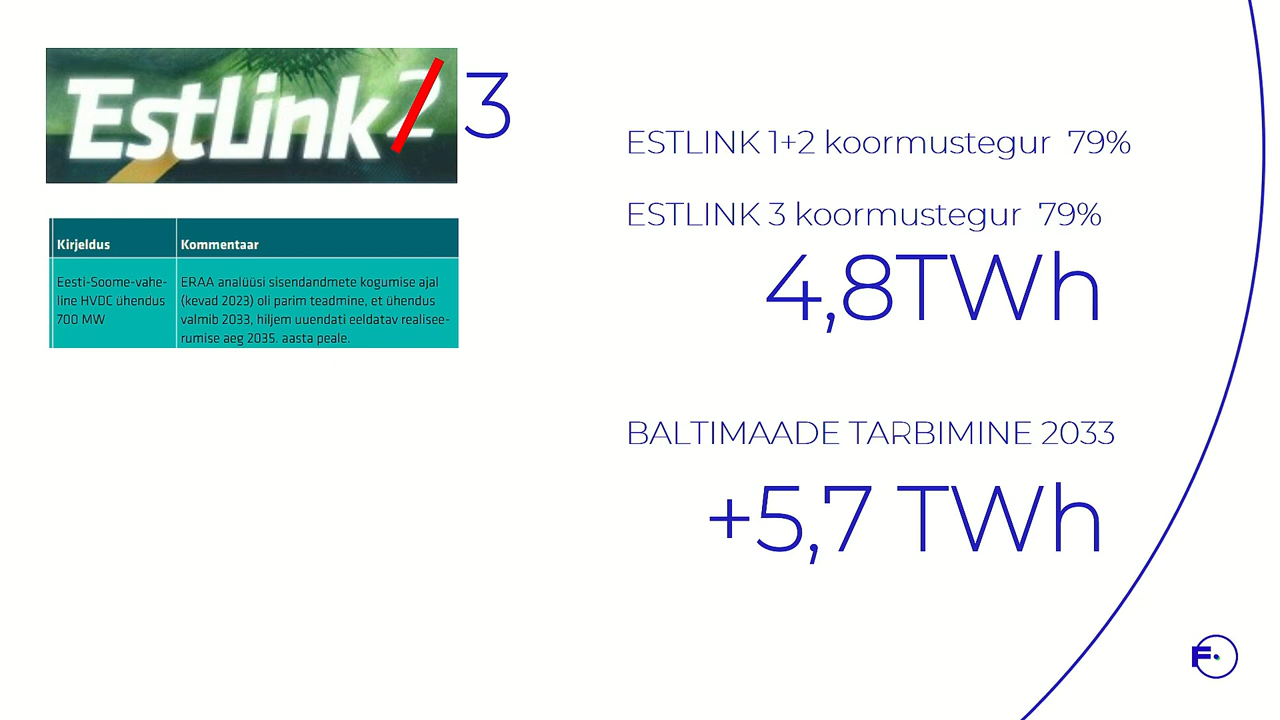 EstLink 2 3
Kirjeldus Kommentaar
Eesti-Soome-vahe-
line HVDC ühendus
700 MW
ERAA analüüsi sisendandmete kogumise ajal
(kevad 2023) oli parim teadmine, et ühendus
valmib 2033, hiljem uuendati eeldatav realisee-
rumise aeg 2035. aasta peale.
ESTLINK 1+2 koormustegur 79%
ESTLINK 3 koormustegur 79%
4,8TWh
BALTIMAADE TARBIMINE 2033
+5,7 TWh
F